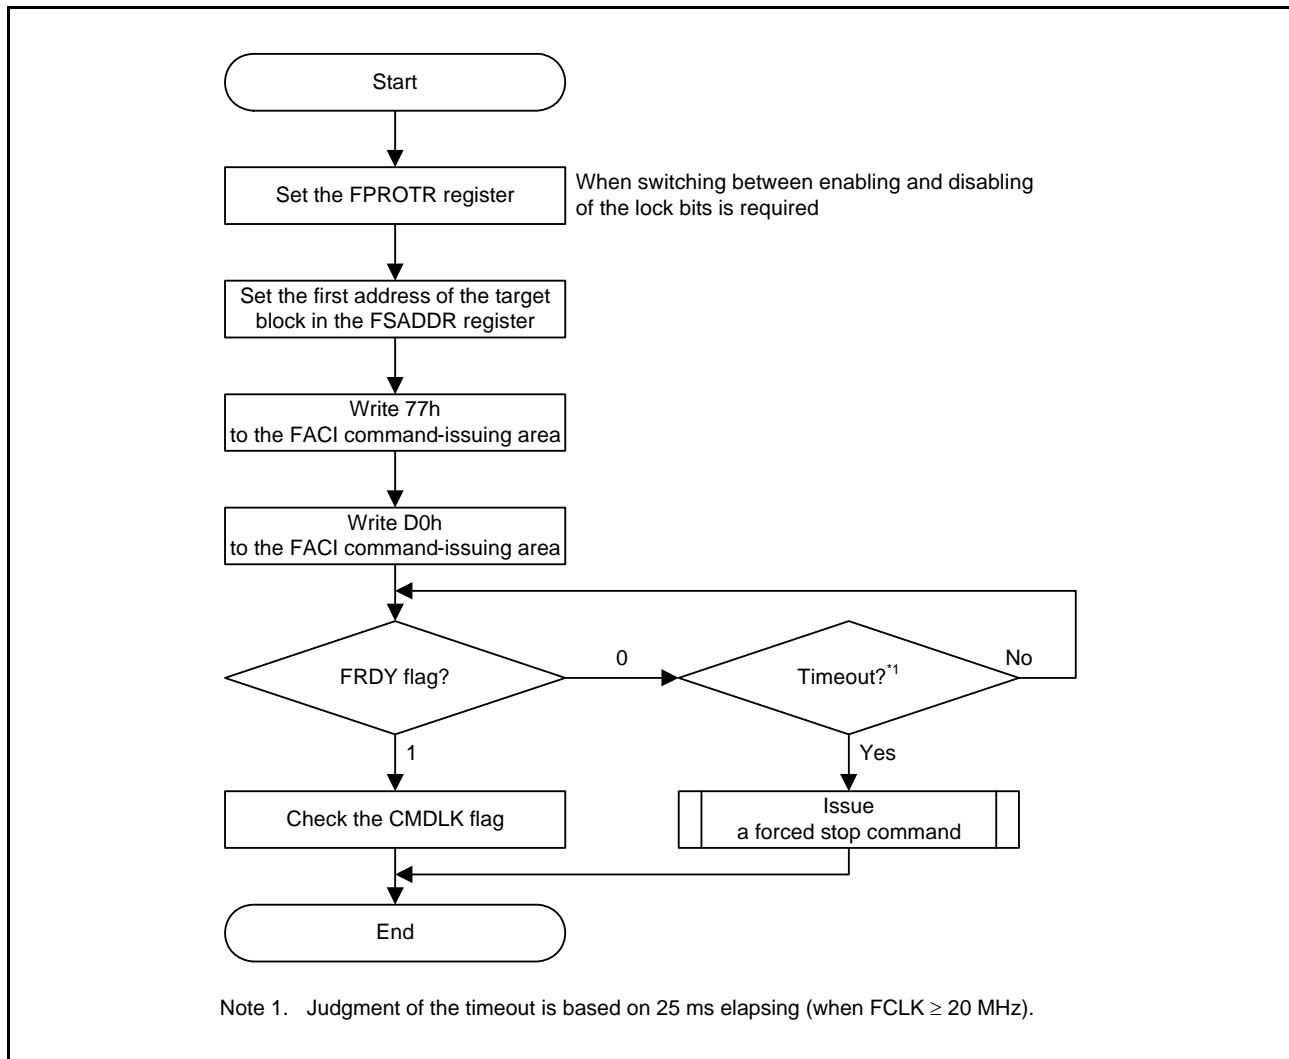 Start
Set the FPROTR register
When switching between enabling and disabling
of the lock bits is required
Set the first address of the target
block in the FSADDR register
Write 77h
to the FACI command-issuing area
Write D0h
to the FACI command-issuing area
FRDY flag?
0
Timeout?*1
No
1
Yes
Check the CMDLK flag
Issue
a forced stop command
End
Note 1. Judgment of the timeout is based on 25 ms elapsing (when FCLK ≥ 20 MHz).